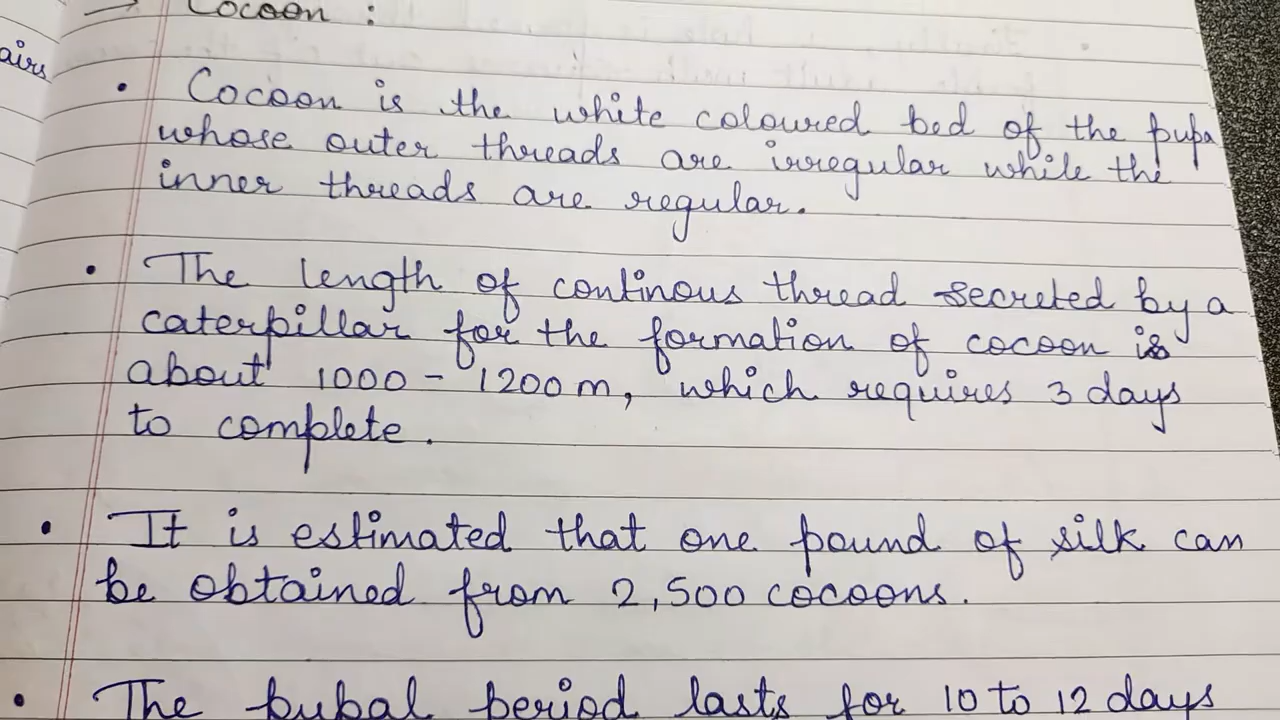 → Cocoon :
airs
• Cocoon is the white coloured bed of the pupa
whose outer threads are irregular while the
inner threads are regular.
• The length of continous thread secreted by a
caterpillar for the formation of cocoon is
about 1000 - 1200 m, which requires 3 days
to complete.
• It is estimated that one pound of silk can
be obtained from 2,500 cocoons.
• The pupal period lasts for 10 to 12 days